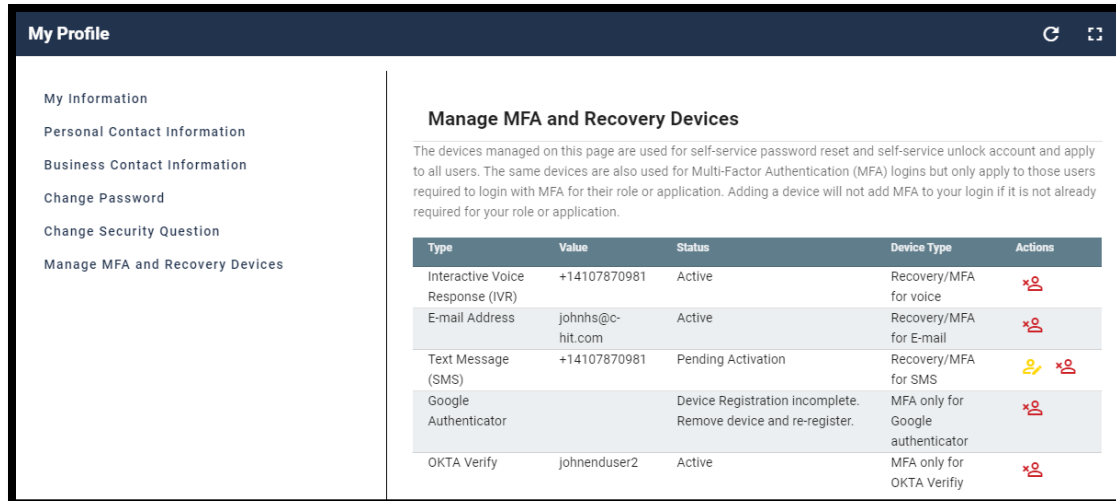 My Profile
My Information
Personal Contact Information
Business Contact Information
Change Password
Change Security Question
Manage MFA and Recovery Devices
Manage MFA and Recovery Devices
The devices managed on this page are used for self-service password reset and self-service unlock account and apply
to all users. The same devices are also used for Multi-Factor Authentication (MFA) logins but only apply to those users
required to login with MFA for their role or application. Adding a device will not add MFA to your login if it is not already
required for your role or application.
Type Value Status Device Type Actions
Interactive Voice +14107870981 Active Recovery/MFA
Response (IVR) for voice
E-mail Address johnhs@c- Active Recovery/MFA
hit.com for E-mail
Text Message +14107870981 Pending Activation Recovery/MFA
(SMS) for SMS
Google Device Registration incomplete. MFA only for
Authenticator Remove device and re-register. Google
authenticator
OKTA Verify johnenduser2 Active MFA only for
OKTA Verifiy